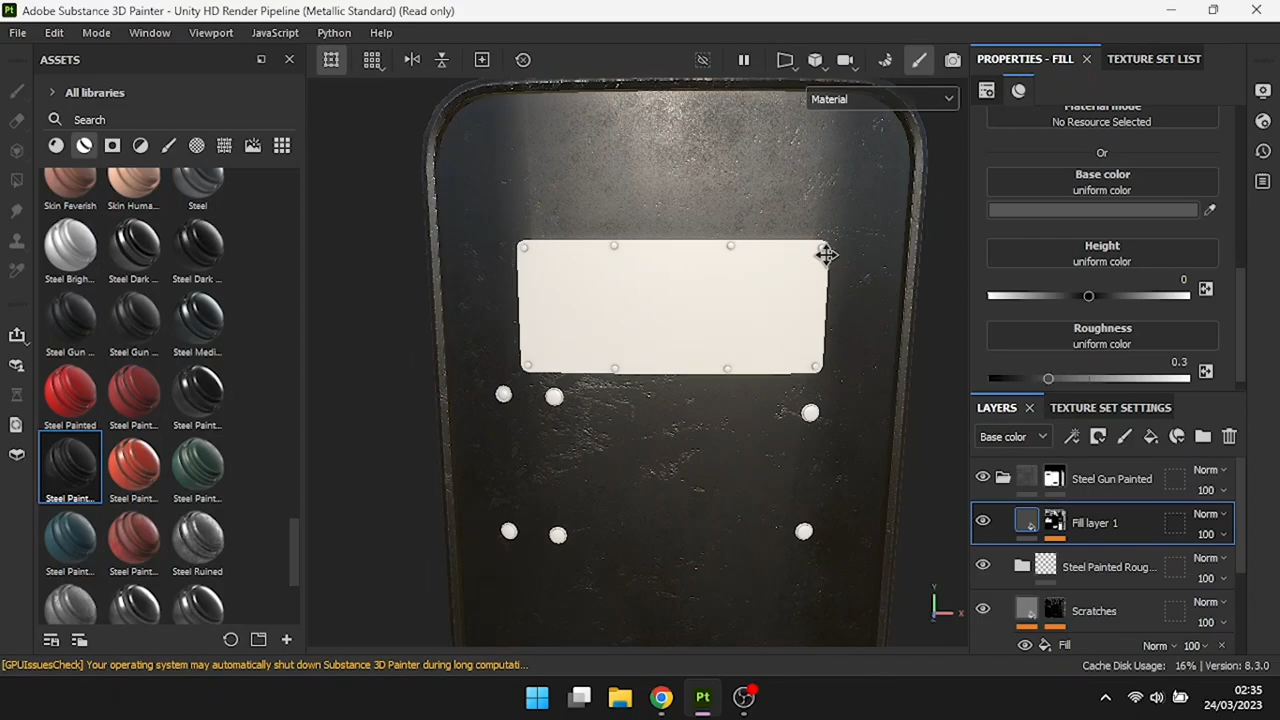 Adobe Substance 3D Painter - Unity HD Render Pipeline (Metallic Standard) (Read only)
File Edit Mode Window Viewport JavaScript Python Help
ASSETS
All libraries
Search
Skin Feverish Skin Huma... Steel
Steel Brigh... Steel Dark ... Steel Dark ...
Steel Gun ... Steel Gun ... Steel Medi...
Steel Painted Steel Paint... Steel Paint...
Steel Paint... Steel Paint... Steel Paint...
Steel Paint... Steel Paint... Steel Ruined
Material
Y
X
PROPERTIES - FILL TEXTURE SET LIST
Material mode
No Resource Selected
Or
Base color
uniform color
Height
uniform color
0
Roughness
uniform color
0.3
LAYERS TEXTURE SET SETTINGS
Base color
Steel Gun Painted Norm
100
Fill layer 1 Norm
100
Steel Painted Roug... Norm
100
Scratches Norm
100
Fill Norm 100
[GPUIssuesCheck] Your operating system may automatically shut down Substance 3D Painter during long computati...
Cache Disk Usage: 16% | Version: 8.3.0
Pt
02:35
24/03/2023